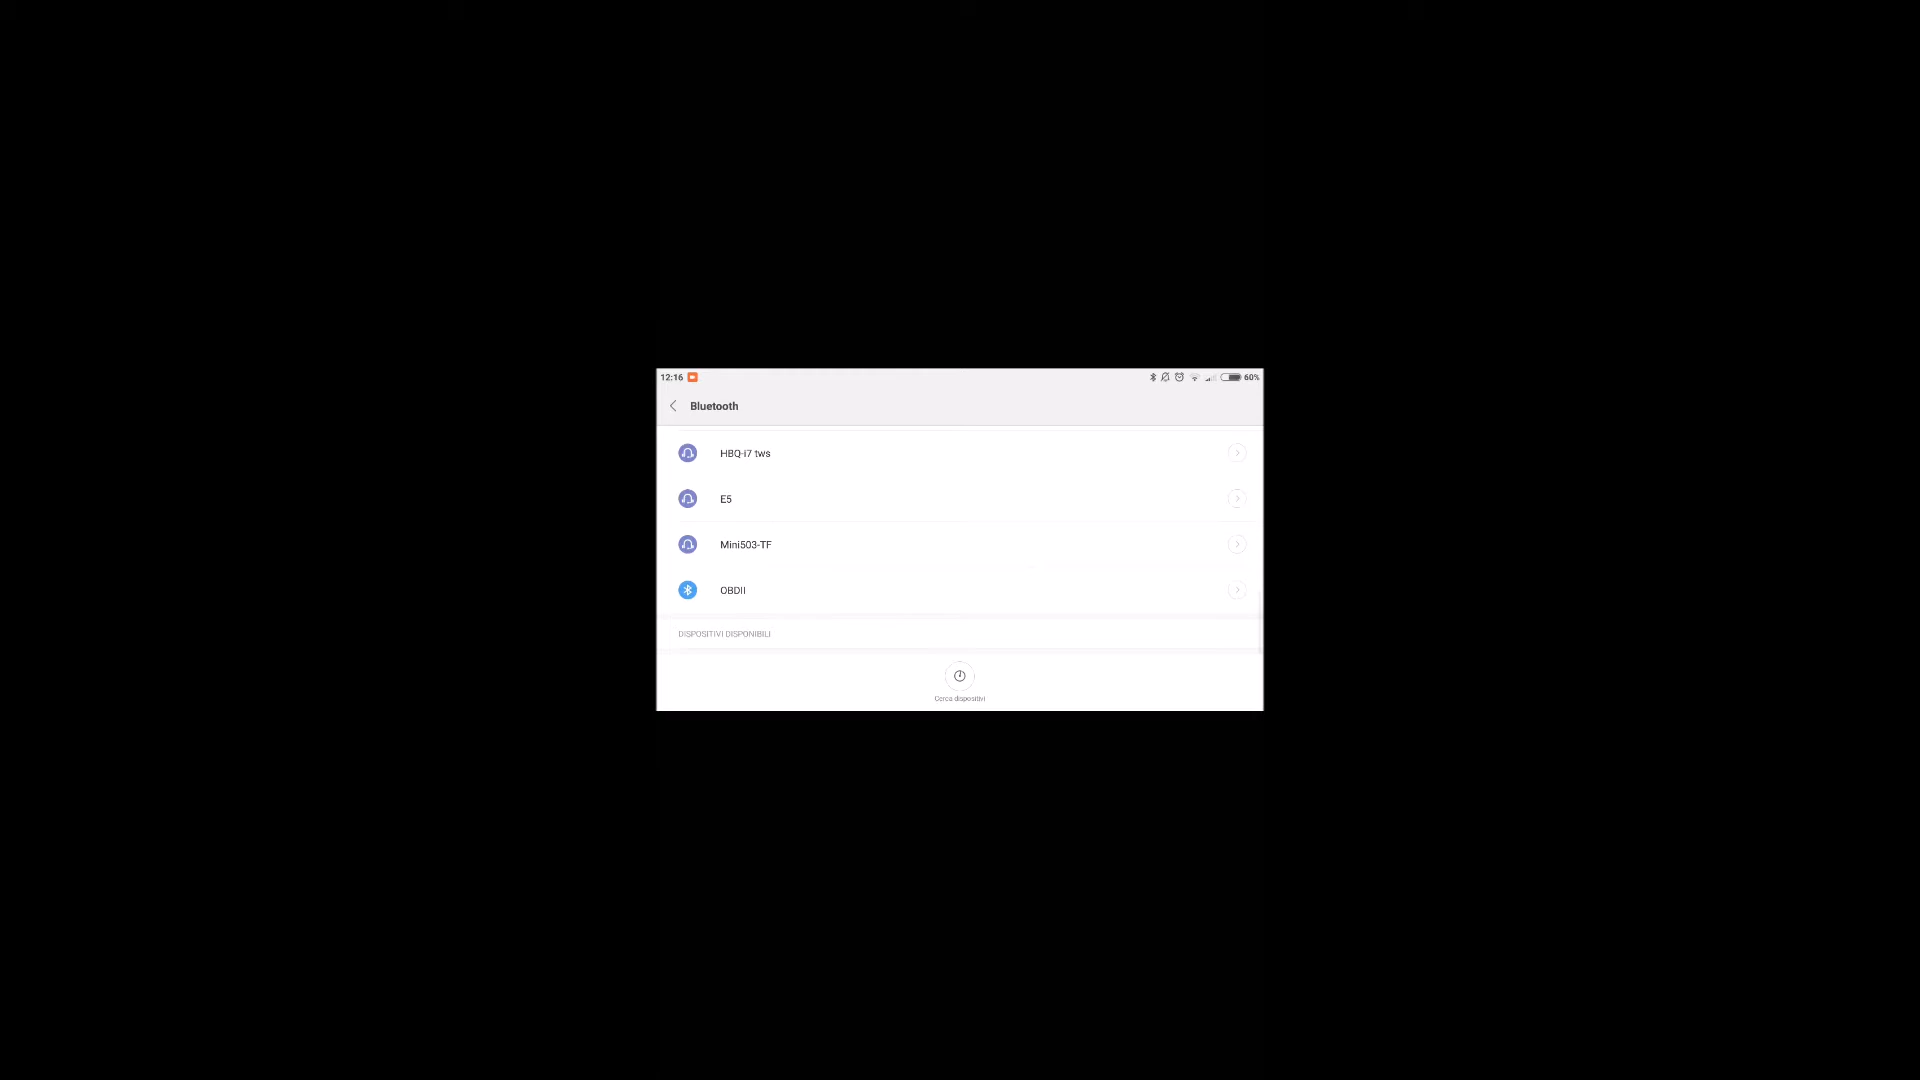 12:16 60%
Bluetooth
HBQ-i7 tws
E5
Mini503-TF
OBDII
DISPOSITIVI DISPONIBILI
Cerca dispositivi